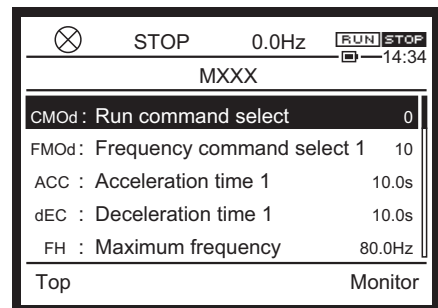 STOP 0.0Hz RUN STOP
14:34
MXXX
CMOd : Run command select 0
FMOd : Frequency command select 1 10
ACC : Acceleration time 1 10.0s
dEC : Deceleration time 1 10.0s
FH : Maximum frequency 80.0Hz
Top Monitor